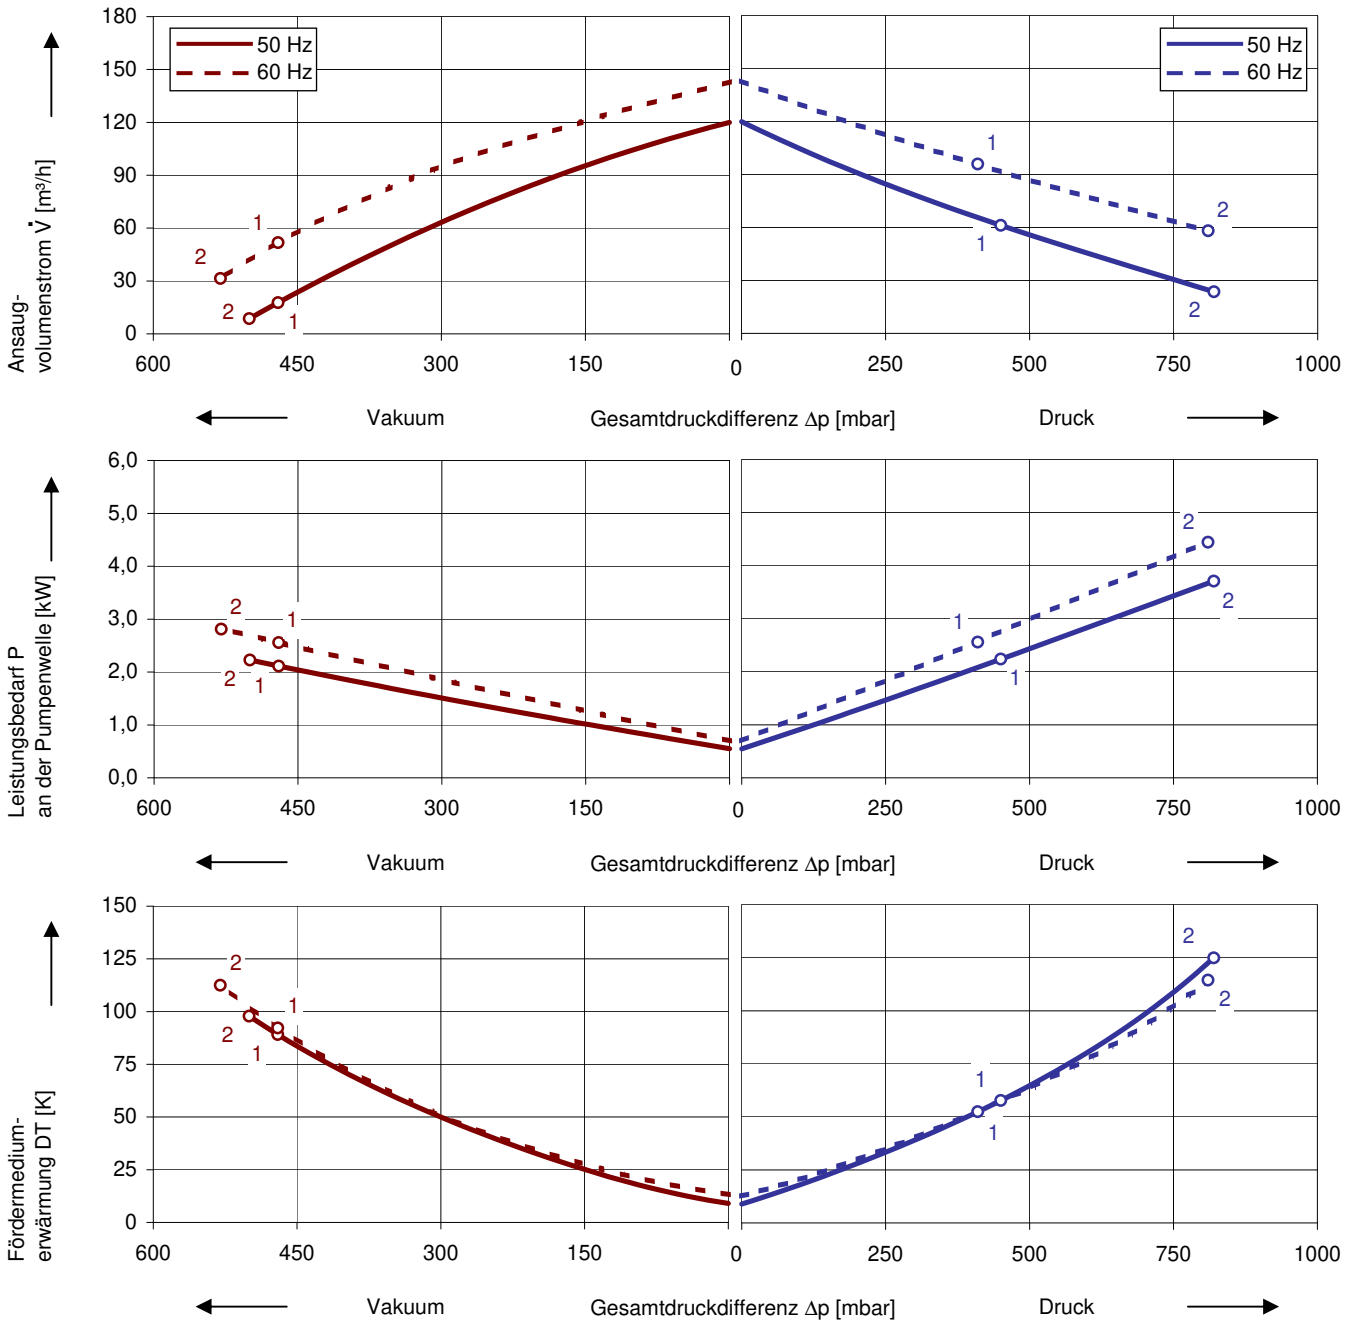 180
150
120
90
60
30
0
Ansaug-
volumenstrom V̇ [m³/h]
50 Hz
60 Hz
50 Hz
60 Hz
1
2
2
1
1
2
1
2
600 450 300 150 0 250 500 750 1000
Vakuum Gesamtdruckdifferenz Δp [mbar] Druck
6,0
5,0
4,0
3,0
2,0
1,0
0,0
Leistungsbedarf P
an der Pumpenwelle [kW]
2
1
2
1
2
1
2
1
600 450 300 150 0 250 500 750 1000
Vakuum Gesamtdruckdifferenz Δp [mbar] Druck
150
125
100
75
50
25
0
Fördermedium-
erwärmung DT [K]
2
1
2
1
2
2
1
1
600 450 300 150 0 250 500 750 1000
Vakuum Gesamtdruckdifferenz Δp [mbar] Druck